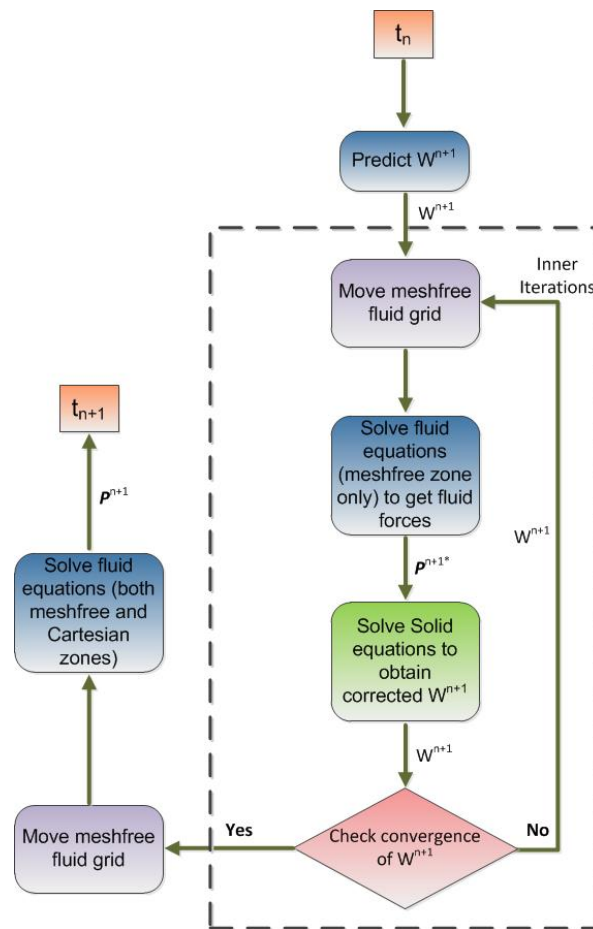 tₙ
Predict Wⁿ⁺¹
Wⁿ⁺¹
Inner
Iterations
Move meshfree
fluid grid
Solve fluid
equations
(meshfree zone
only) to get fluid
forces
Wⁿ⁺¹
Pⁿ⁺¹*
Solve Solid
equations to
obtain
corrected Wⁿ⁺¹
Wⁿ⁺¹
Check convergence
of Wⁿ⁺¹
Yes
No
Move meshfree
fluid grid
Solve fluid
equations (both
meshfree and
Cartesian
zones)
Pⁿ⁺¹
tₙ₊₁